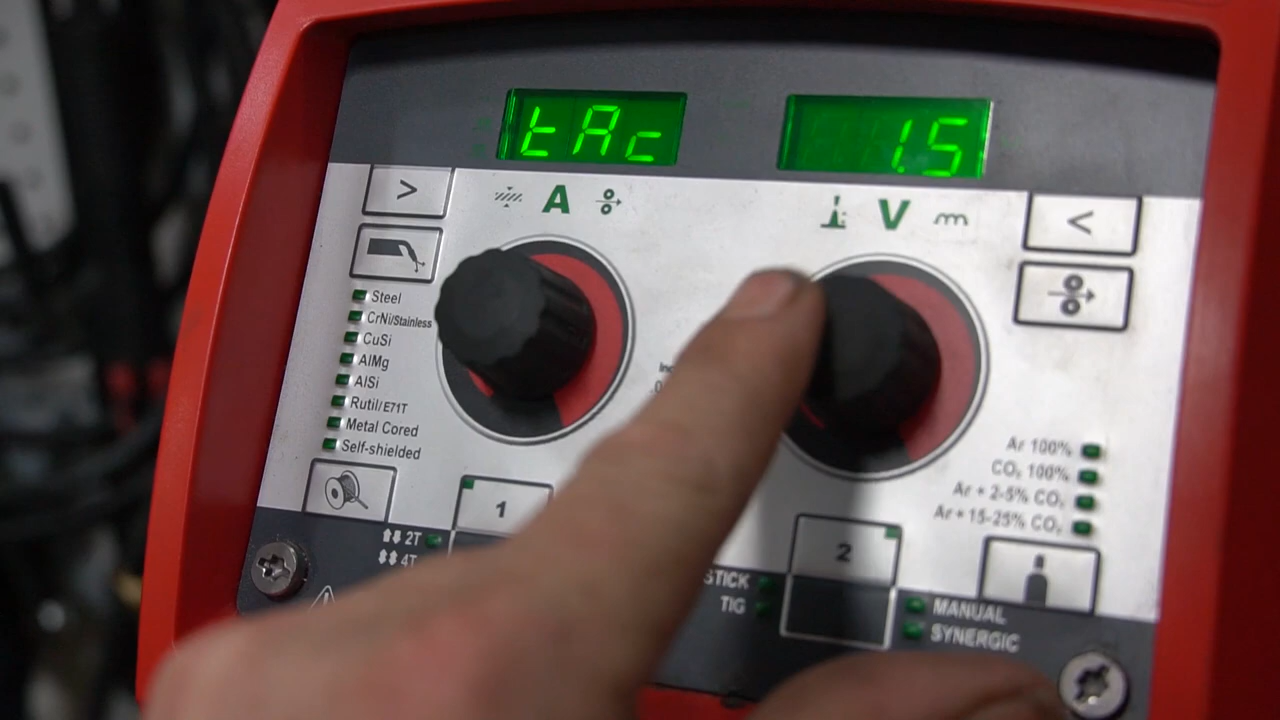 tAc
1.5
>
A
V
<
Steel
CrNi/Stainless
CuSi
AlMg
AlSi
Rutil/E71T
Metal Cored
Self-shielded
Ar 100%
CO₂ 100%
Ar + 2-5% CO₂
Ar + 15-25% CO₂
1
2
2T
4T
STICK
TIG
MANUAL
SYNERGIC